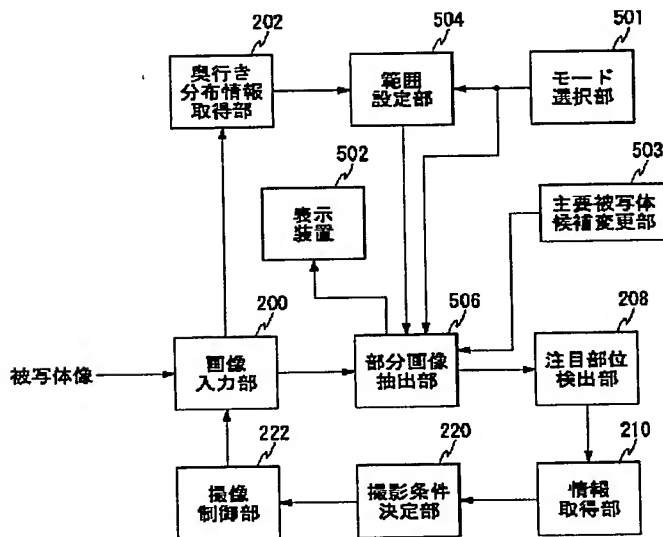 202
504
501
奥行き
分布情報
取得部
範囲
設定部
モード
選択部
502
503
表示
装置
主要被写体
候補変更部
200
506
208
被写体像
画像
入力部
部分画像
抽出部
注目部位
検出部
222
220
210
撮像
制御部
撮影条件
決定部
情報
取得部